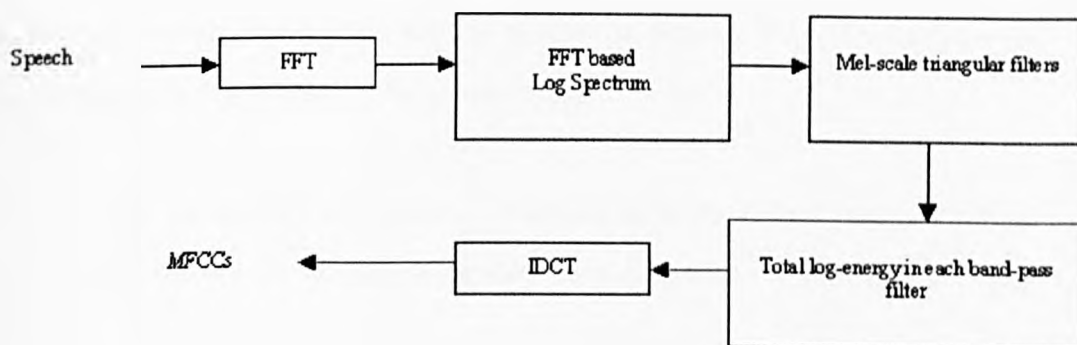 Speech
FFT
FFT based
Log Spectrum
Mel-scale triangular filters
Total log-energy in each band-pass
filter
IDCT
MFCCs